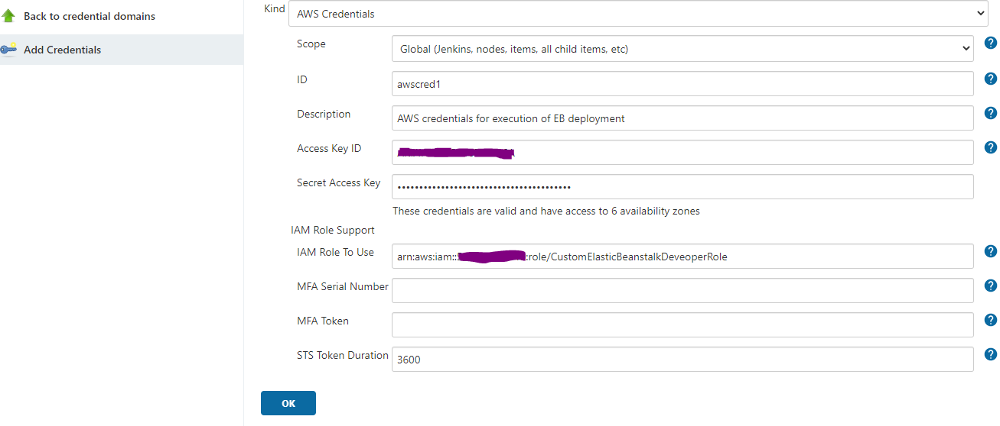 Back to credential domains
Add Credentials
Kind AWS Credentials
Scope Global (Jenkins, nodes, items, all child items, etc)
ID awscred1
Description AWS credentials for execution of EB deployment
Access Key ID
Secret Access Key ••••••••••••••••••••••••••••••••••••••••
These credentials are valid and have access to 6 availability zones
IAM Role Support
IAM Role To Use arn:aws:iam:: :role/CustomElasticBeanstalkDeveoperRole
MFA Serial Number
MFA Token
STS Token Duration 3600
OK